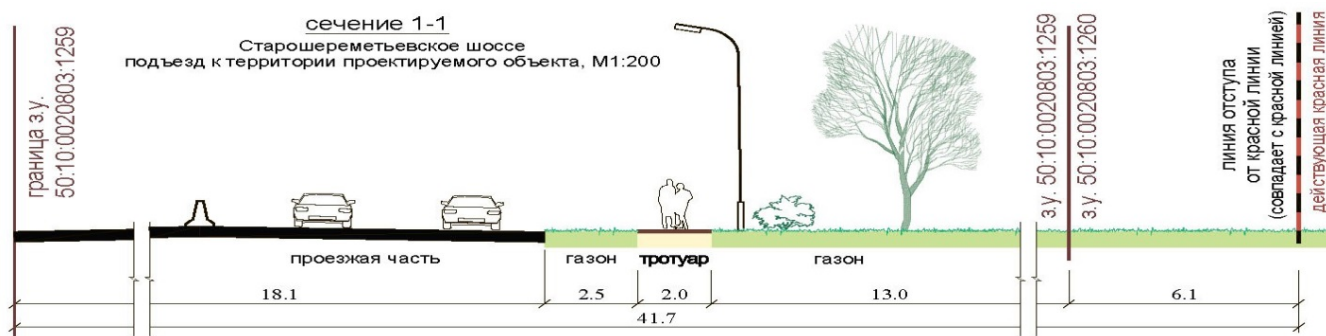 сечение 1-1
Старошереметьевское шоссе
подъезд к территории проектируемого объекта, М1:200
граница з.у.
50:10:0020803:1259
з.у. 50:10:0020803:1259
з.у. 50:10:0020803:1260
линия отступа
от красной линии
(совпадает с красной линией)
действующая красная линия
проезжая часть
газон
тротуар
газон
18.1
2.5
2.0
13.0
6.1
41.7